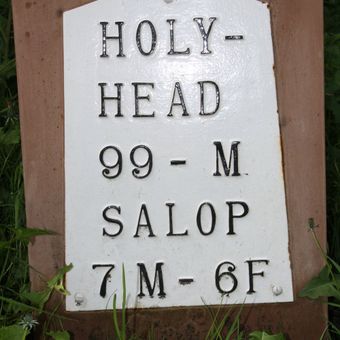 HOLY-
HEAD
99 - M
SALOP
7 M - 6 F